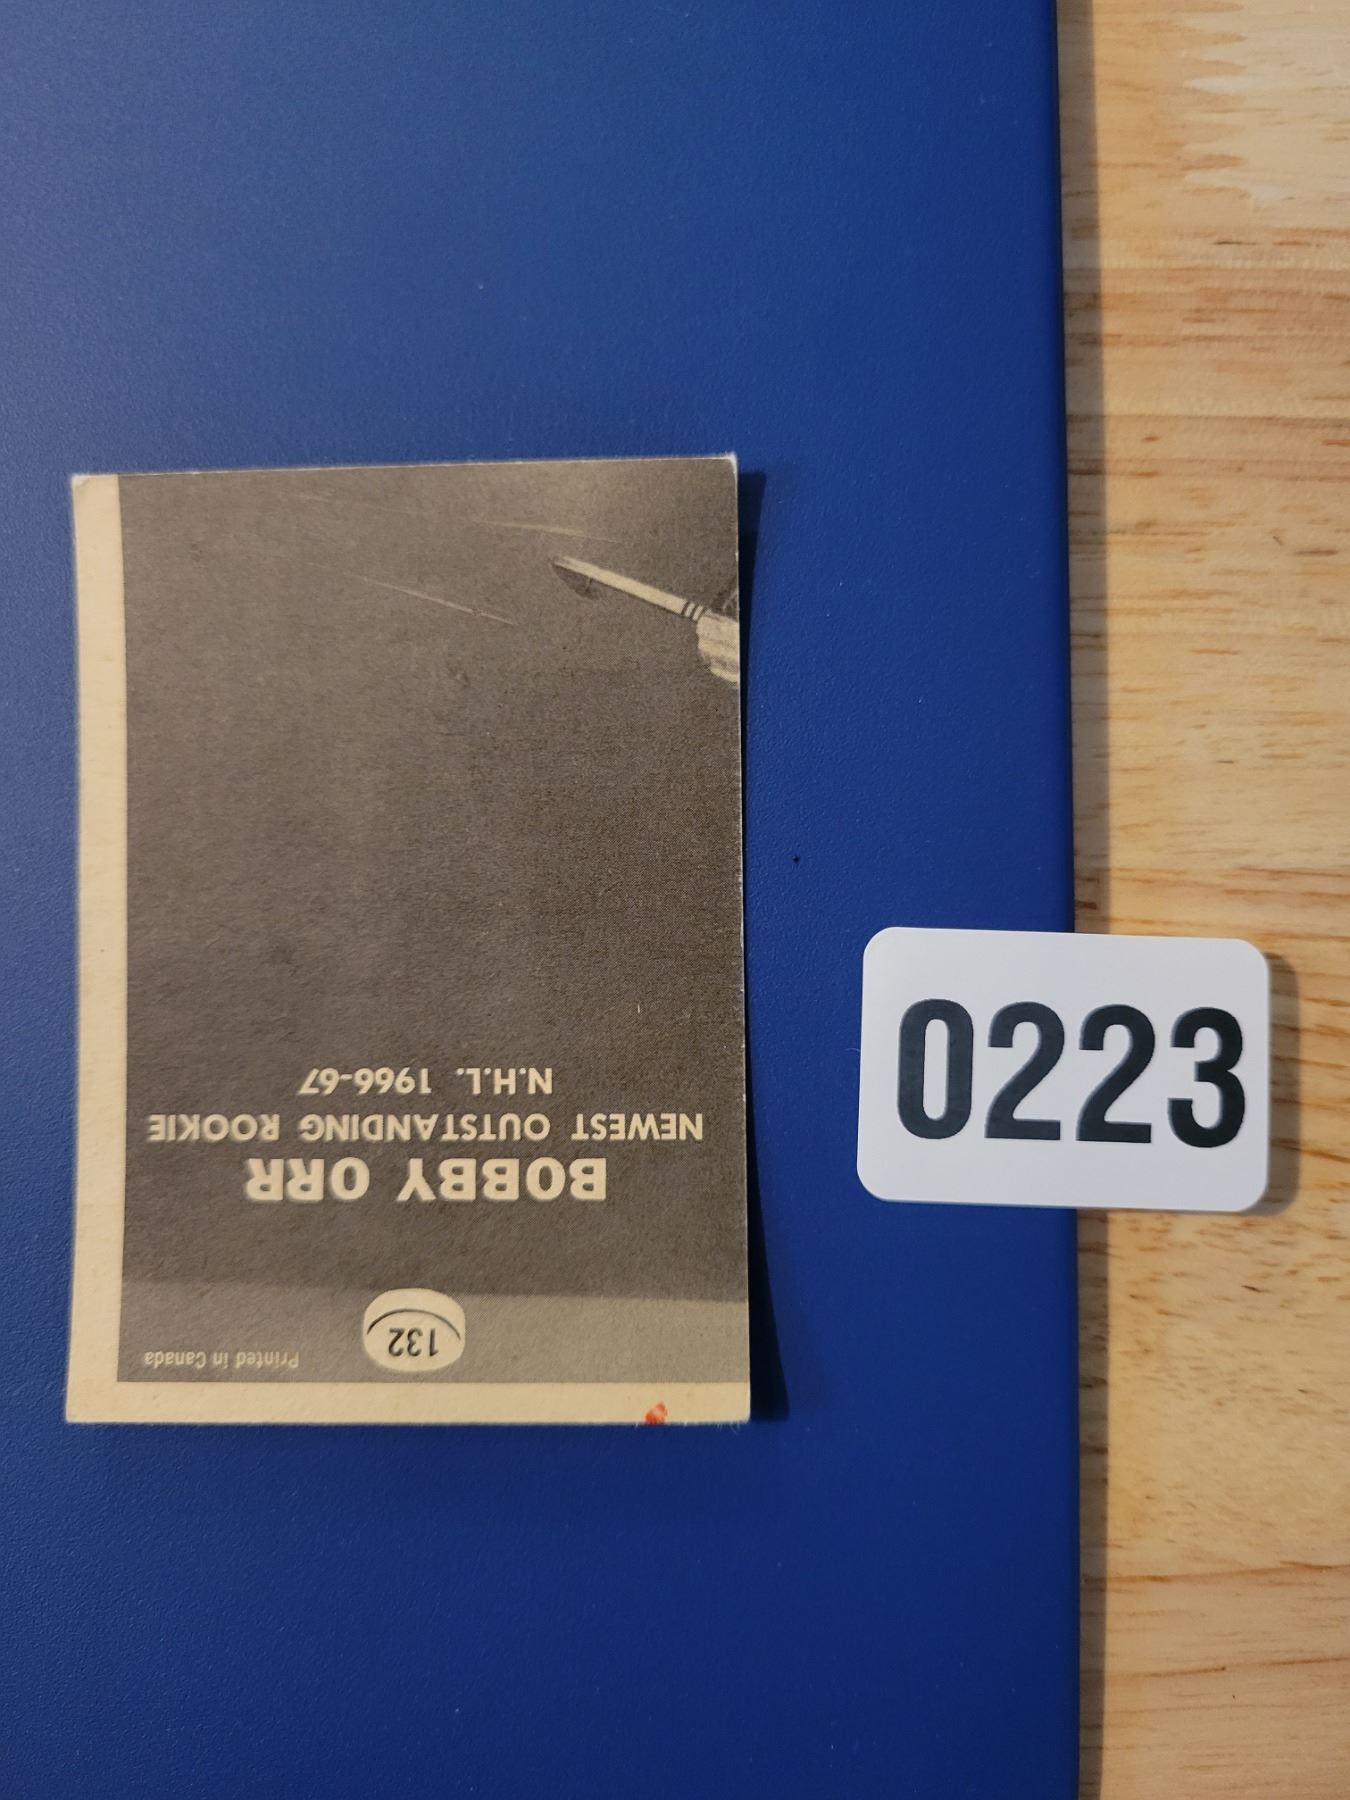 132
Printed in Canada
BOBBY ORR
NEWEST OUTSTANDING ROOKIE
N.H.L. 1966-67
0223